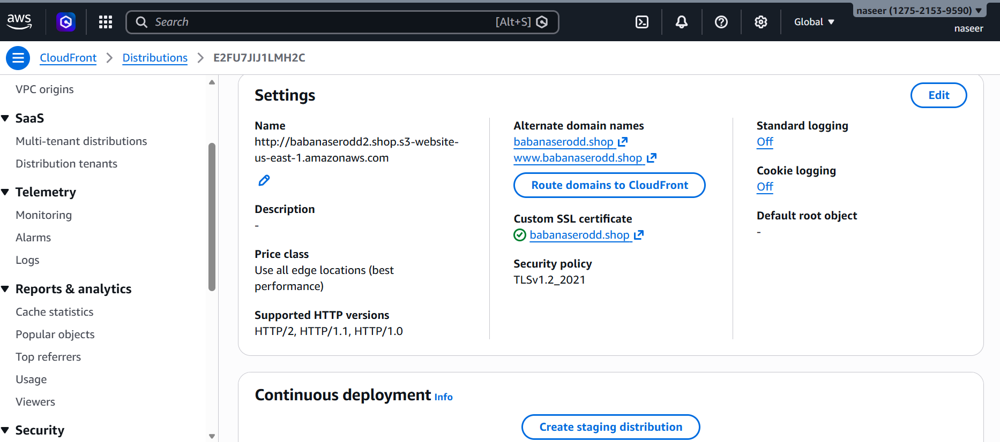 aws
Search
[Alt+S]
Global
naseer (1275-2153-9590)
naseer
CloudFront
Distributions
E2FU7JIJ1LMH2C
VPC origins
SaaS
Multi-tenant distributions
Distribution tenants
Telemetry
Monitoring
Alarms
Logs
Reports & analytics
Cache statistics
Popular objects
Top referrers
Usage
Viewers
Security
Settings
Edit
Name
http://babanaserodd2.shop.s3-website-
us-east-1.amazonaws.com
Description
-
Price class
Use all edge locations (best
performance)
Supported HTTP versions
HTTP/2, HTTP/1.1, HTTP/1.0
Alternate domain names
babanaserodd.shop
www.babanaserodd.shop
Route domains to CloudFront
Custom SSL certificate
babanaserodd.shop
Security policy
TLSv1.2_2021
Standard logging
Off
Cookie logging
Off
Default root object
-
Continuous deployment Info
Create staging distribution